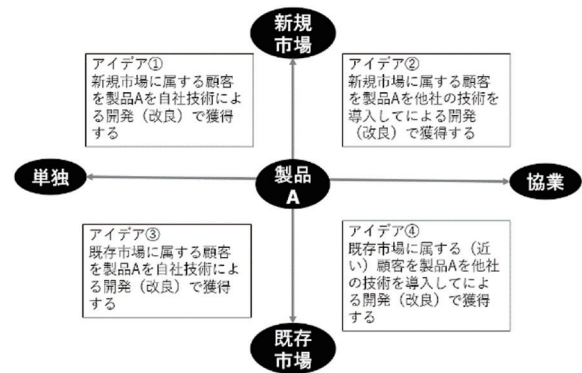 新規
市場
アイデア①
新規市場に属する顧客
を製品Aを自社技術によ
る開発（改良）で獲得
する
アイデア②
新規市場に属する顧客
を製品Aを他社の技術を
導入してによる開発
（改良）で獲得する
単独
製品
A
協業
アイデア③
既存市場に属する顧客
を製品Aを自社技術によ
る開発（改良）で獲得
する
アイデア④
既存市場に属する（近
い）顧客を製品Aを他社
の技術を導入してによ
る開発（改良）で獲得
する
既存
市場